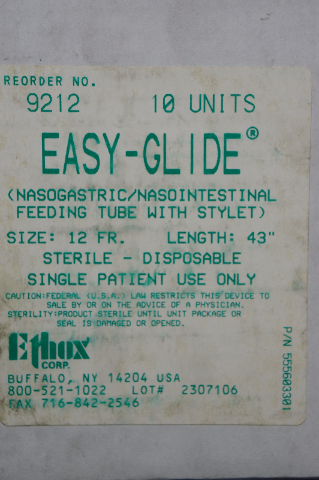 REORDER NO.
9212 10 UNITS
EASY-GLIDE®
(NASOGASTRIC/NASOINTESTINAL
FEEDING TUBE WITH STYLET)
SIZE: 12 FR. LENGTH: 43"
STERILE - DISPOSABLE
SINGLE PATIENT USE ONLY
CAUTION:FEDERAL (U.S.A.) LAW RESTRICTS THIS DEVICE TO
SALE BY OR ON THE ADVICE OF A PHYSICIAN.
STERILITY:PRODUCT STERILE UNTIL UNIT PACKAGE OR
SEAL IS DAMAGED OR OPENED.
Ethox
CORP.
BUFFALO, NY 14204 USA
800-521-1022 LOT# 2307106
FAX 716-842-2546
P/N 555603301